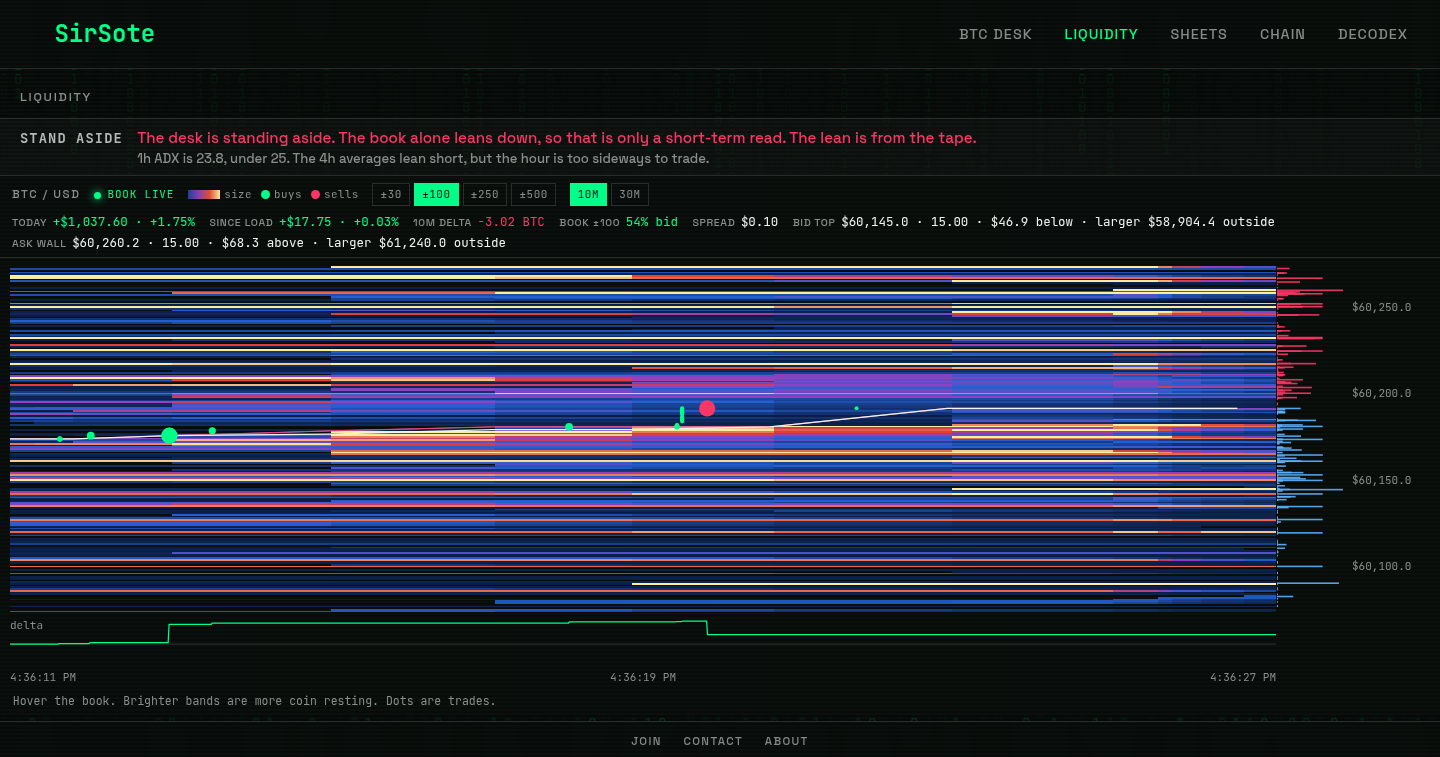 SirSote
BTC DESK LIQUIDITY SHEETS CHAIN DECODEX
LIQUIDITY
STAND ASIDE The desk is standing aside. The book alone leans down, so that is only a short-term read. The lean is from the tape.
1h ADX is 23.8, under 25. The 4h averages lean short, but the hour is too sideways to trade.
BTC / USD BOOK LIVE size buys sells ±30 ±100 ±250 ±500 10M 30M
TODAY +$1,037.60 · +1.75% SINCE LOAD +$17.75 · +0.03% 10M DELTA -3.02 BTC BOOK ±100 54% bid SPREAD $0.10 BID TOP $60,145.0 · 15.00 · $46.9 below · larger $58,904.4 outside
ASK WALL $60,260.2 · 15.00 · $68.3 above · larger $61,240.0 outside
$60,250.0
$60,200.0
$60,150.0
$60,100.0
delta
4:36:11 PM 4:36:19 PM 4:36:27 PM
Hover the book. Brighter bands are more coin resting. Dots are trades.
JOIN CONTACT ABOUT